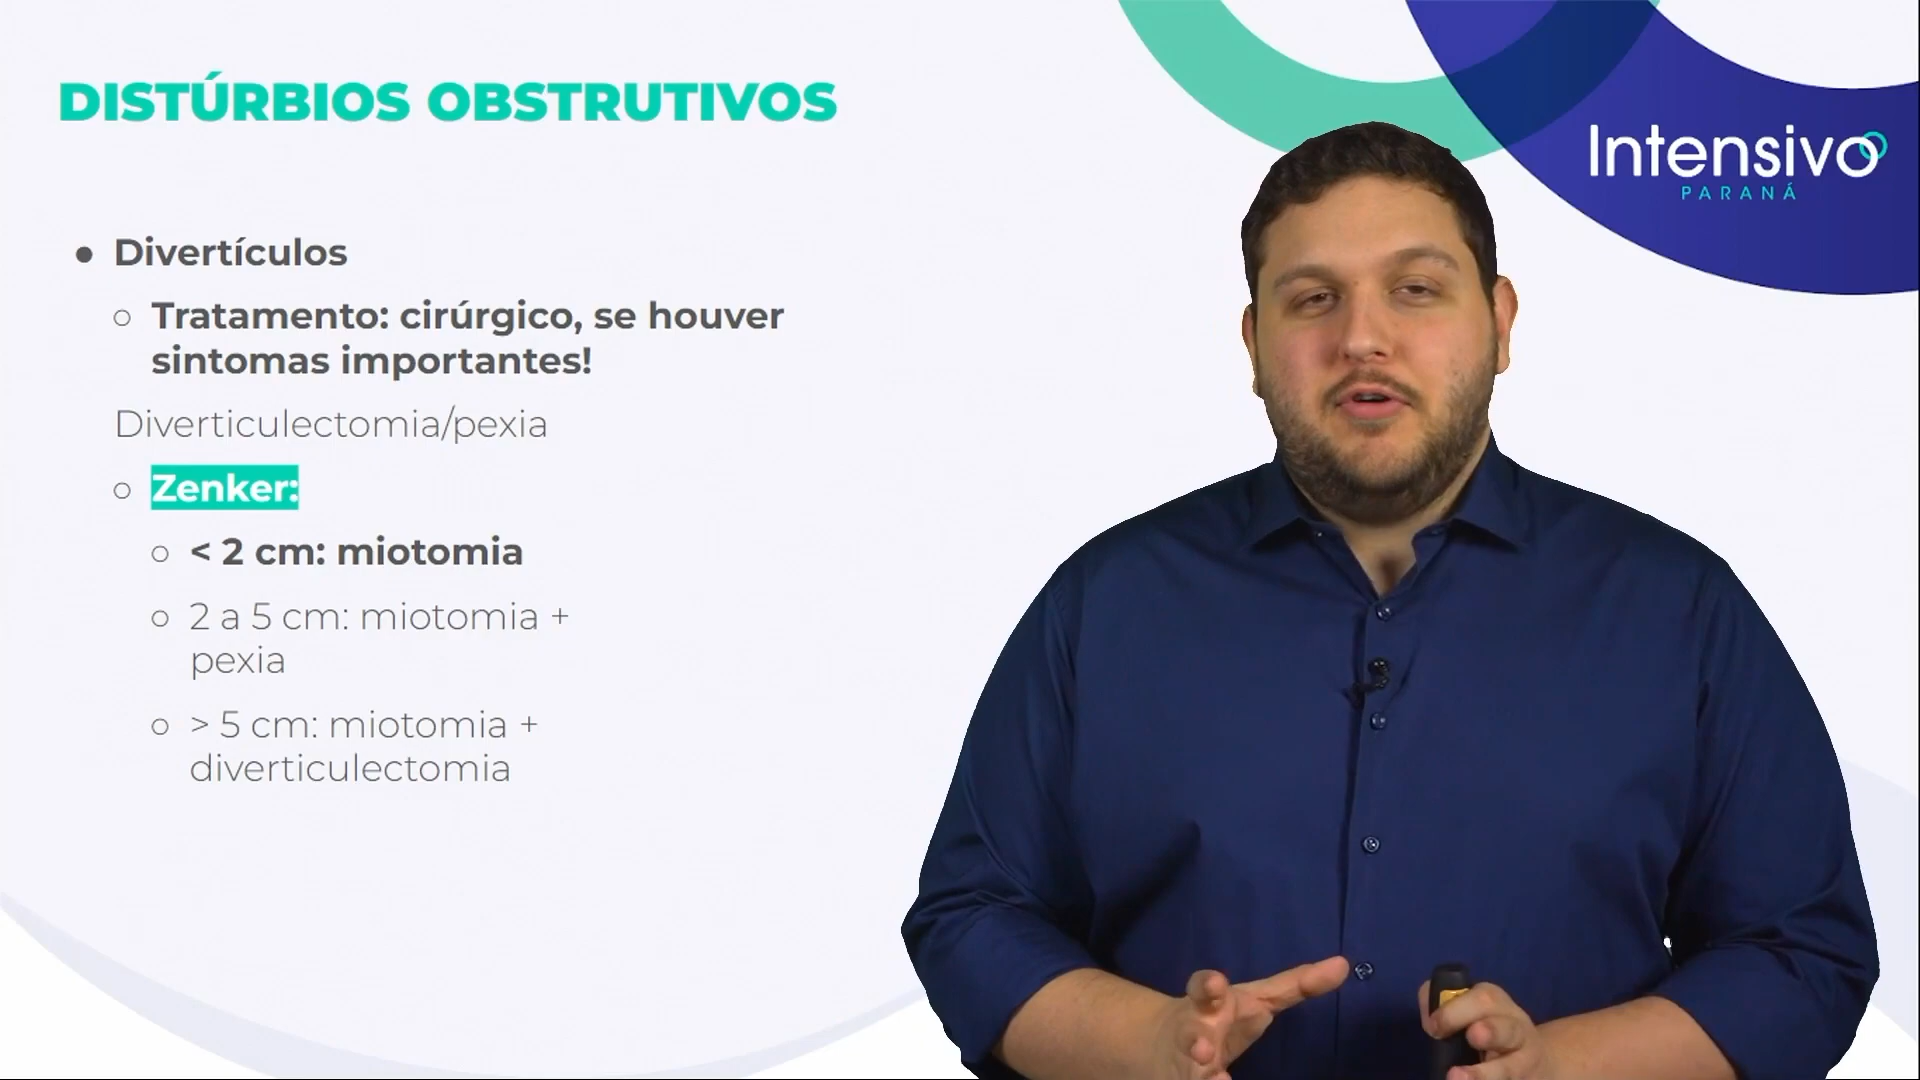 DISTÚRBIOS OBSTRUTIVOS
Intensivo
PARANÁ
● Divertículos
○ Tratamento: cirúrgico, se houver
sintomas importantes!
Diverticulectomia/pexia
○ Zenker:
○ < 2 cm: miotomia
○ 2 a 5 cm: miotomia +
pexia
○ > 5 cm: miotomia +
diverticulectomia